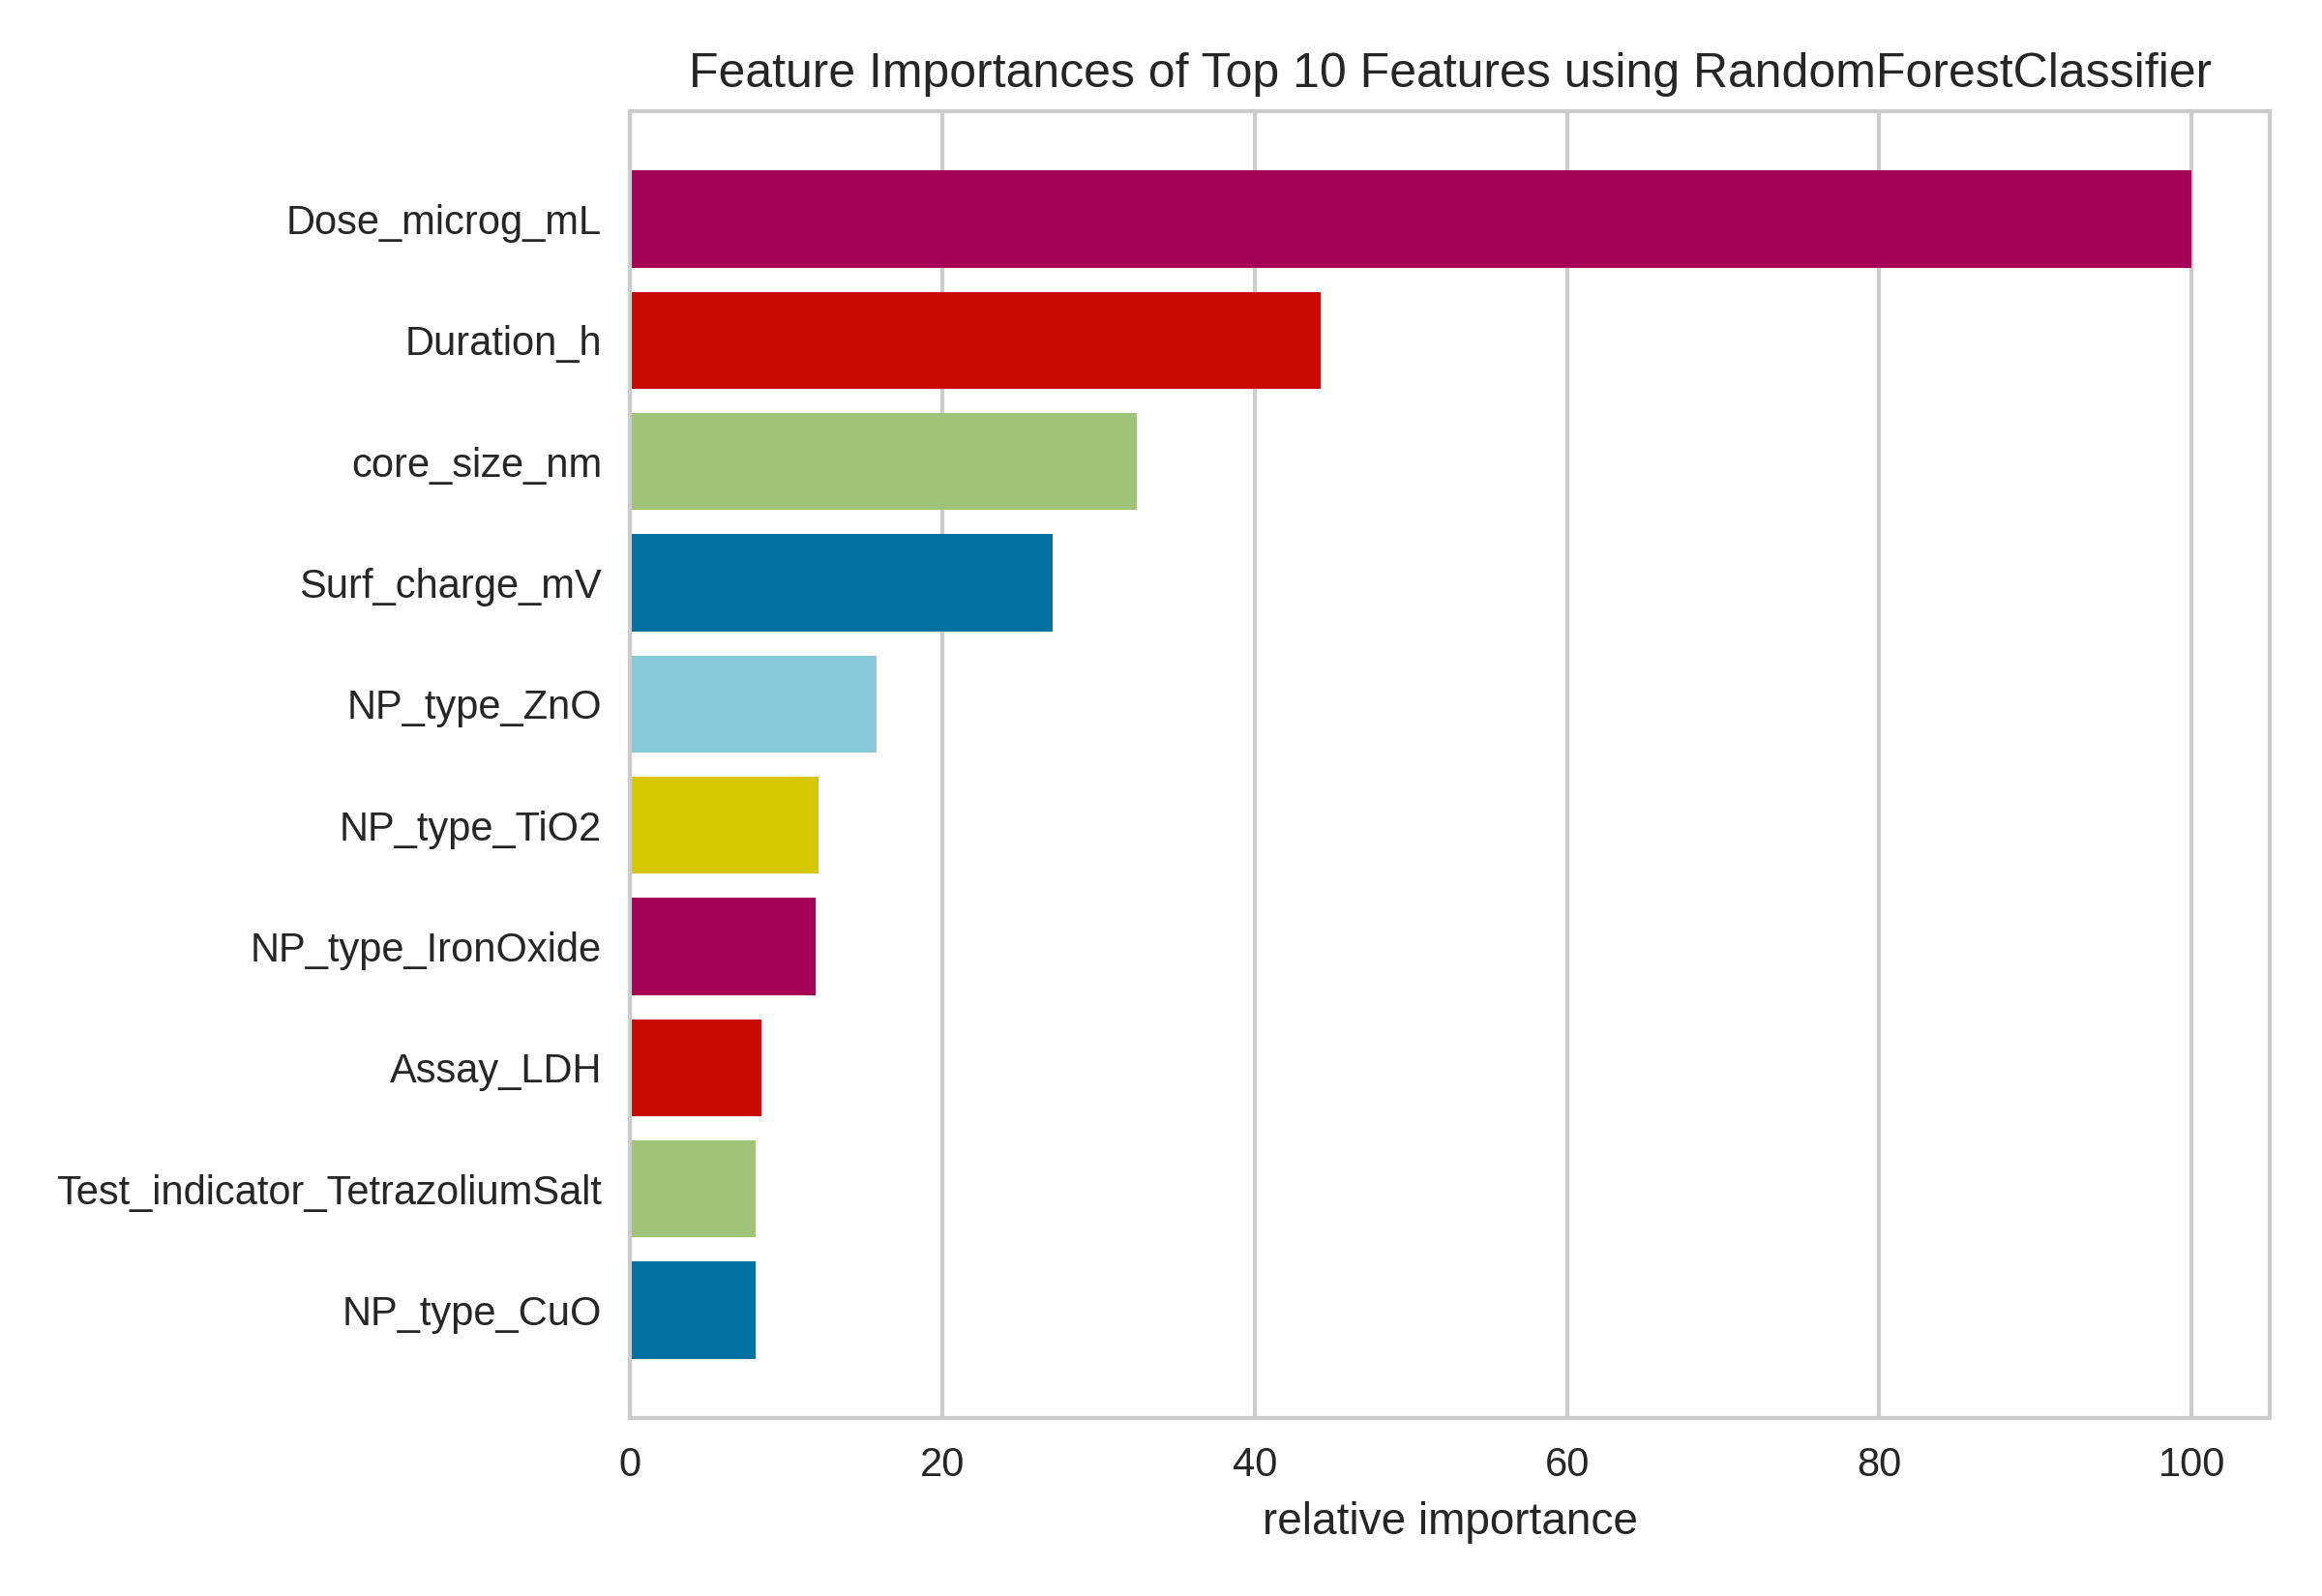 Feature Importances of Top 10 Features using RandomForestClassifier
Dose_microg_mL
Duration_h
core_size_nm
Surf_charge_mV
NP_type_ZnO
NP_type_TiO2
NP_type_IronOxide
Assay_LDH
Test_indicator_TetrazoliumSalt
NP_type_CuO
0 20 40 60 80 100
relative importance